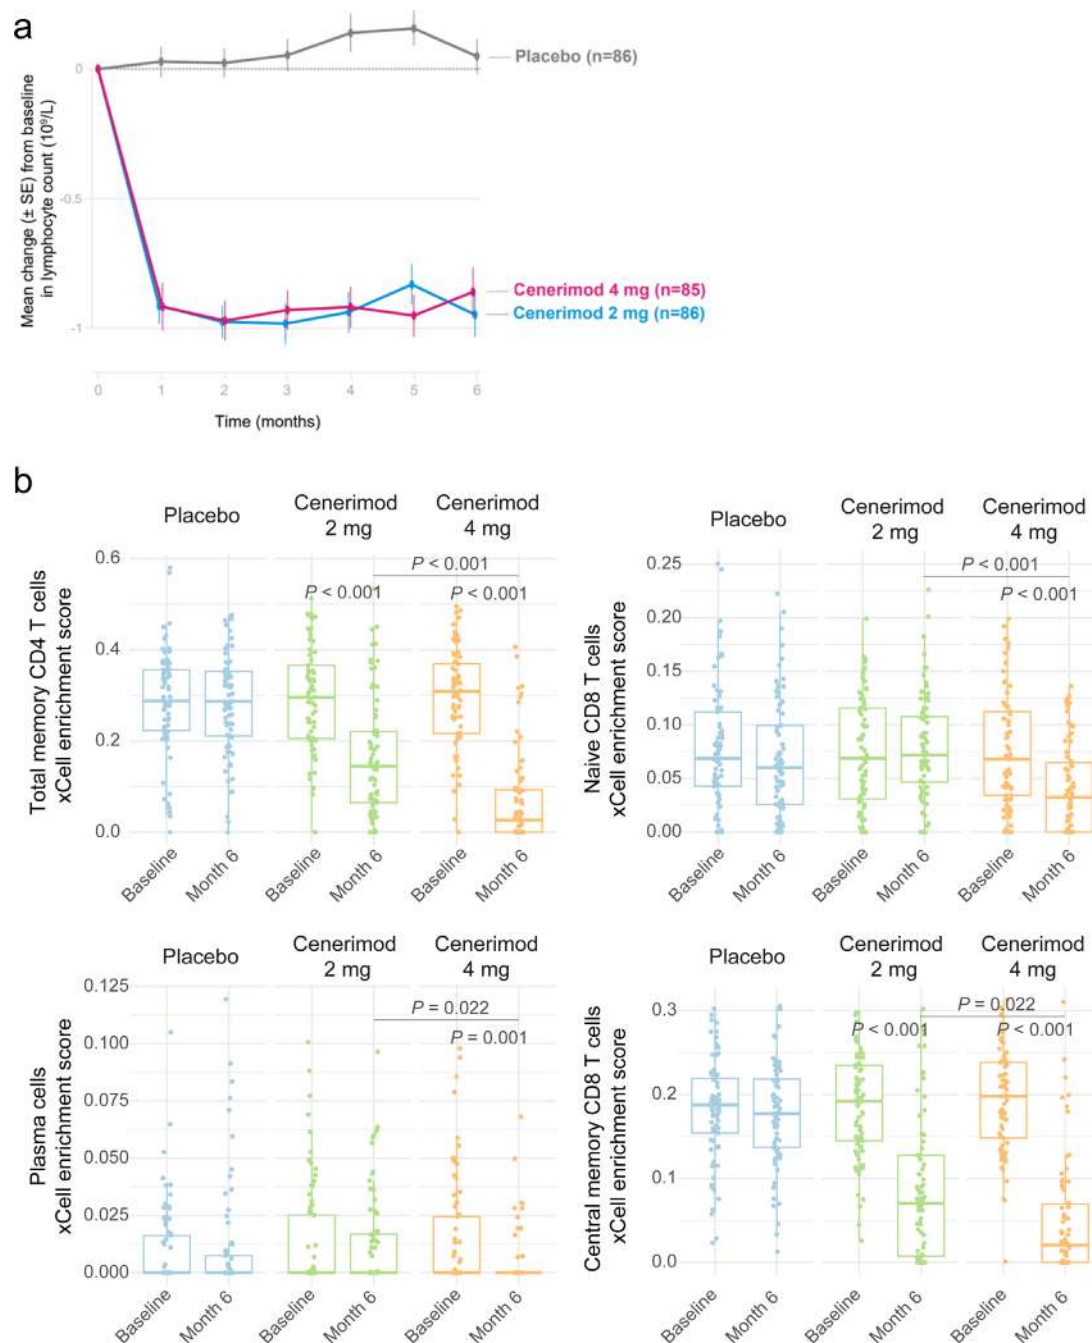 a
Mean change (± SE) from baseline
in lymphocyte count (10⁹/L)
0
-0.5
-1
Placebo (n=86)
Cenerimod 4 mg (n=85)
Cenerimod 2 mg (n=86)
0 1 2 3 4 5 6
Time (months)
b
Placebo
Cenerimod
2 mg
Cenerimod
4 mg
P < 0.001
P < 0.001
P < 0.001
Total memory CD4 T cells
xCell enrichment score
0.6
0.4
0.2
0.0
Baseline
Month 6
Baseline
Month 6
Baseline
Month 6
Placebo
Cenerimod
2 mg
Cenerimod
4 mg
P < 0.001
P < 0.001
Naive CD8 T cells
xCell enrichment score
0.25
0.20
0.15
0.10
0.05
0.00
Baseline
Month 6
Baseline
Month 6
Baseline
Month 6
Placebo
Cenerimod
2 mg
Cenerimod
4 mg
P = 0.022
P = 0.001
Plasma cells
xCell enrichment score
0.125
0.100
0.075
0.050
0.025
0.000
Baseline
Month 6
Baseline
Month 6
Baseline
Month 6
Placebo
Cenerimod
2 mg
Cenerimod
4 mg
P = 0.022
P < 0.001
P < 0.001
Central memory CD8 T cells
xCell enrichment score
0.3
0.2
0.1
0.0
Baseline
Month 6
Baseline
Month 6
Baseline
Month 6